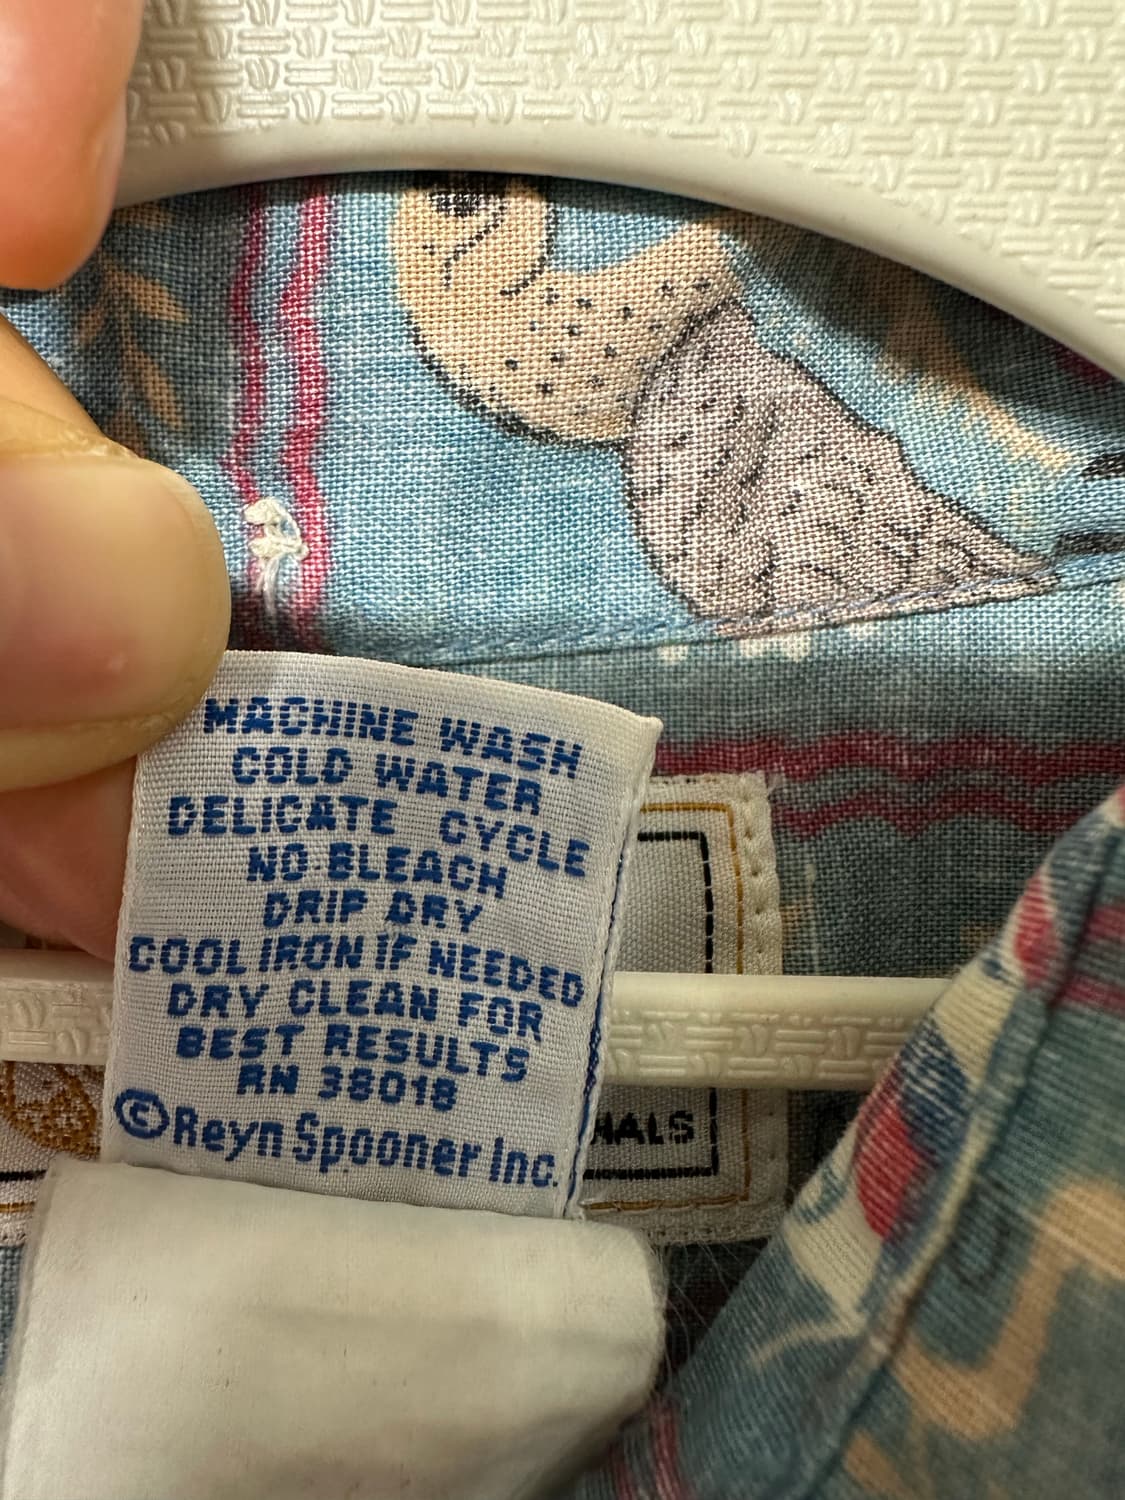 MACHINE WASH
COLD WATER
DELICATE CYCLE
NO BLEACH
DRIP DRY
COOL IRON IF NEEDED
DRY CLEAN FOR
BEST RESULTS
RN 38018
©Reyn Spooner Inc.